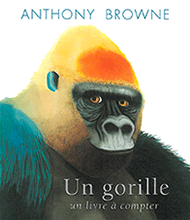 ANTHONY BROWNE
Un gorille
un livre à compter